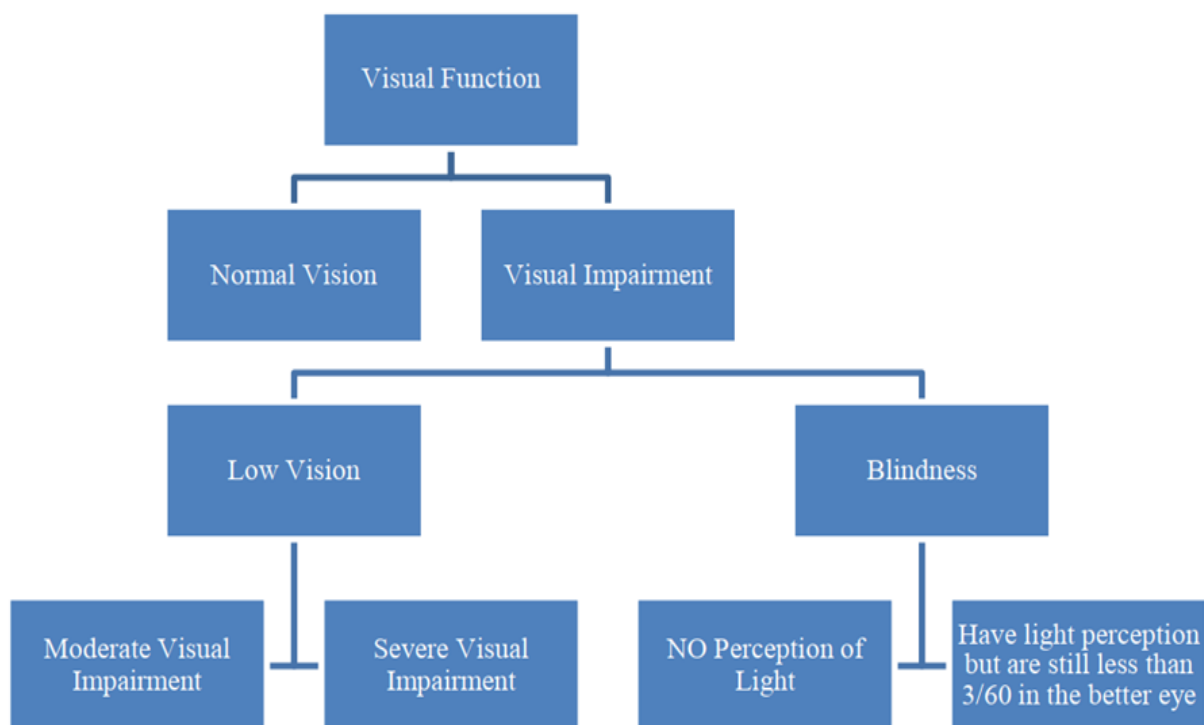 Visual Function
Normal Vision
Visual Impairment
Low Vision
Blindness
Moderate Visual
Impairment
Severe Visual
Impairment
NO Perception of
Light
Have light perception
but are still less than
3/60 in the better eye